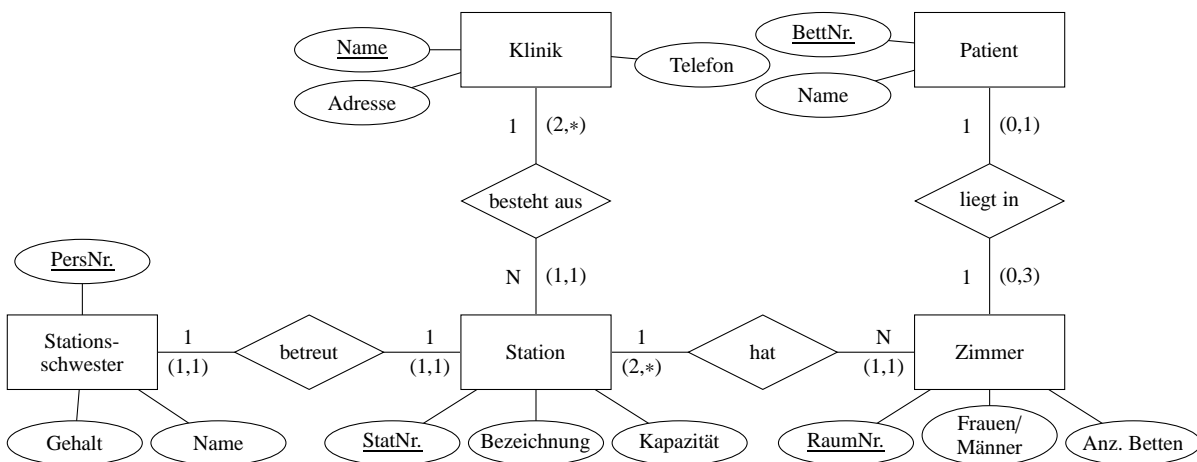 Name
Klinik
Telefon
Adresse
BettNr.
Patient
Name
1 (2,∗)
1 (0,1)
besteht aus
liegt in
PersNr.
N (1,1)
1 (0,3)
Stations-
schwester
1
(1,1)
betreut
1
(1,1)
Station
1
(2,∗)
hat
N
(1,1)
Zimmer
Gehalt
Name
StatNr.
Bezeichnung
Kapazität
RaumNr.
Frauen/
Männer
Anz. Betten